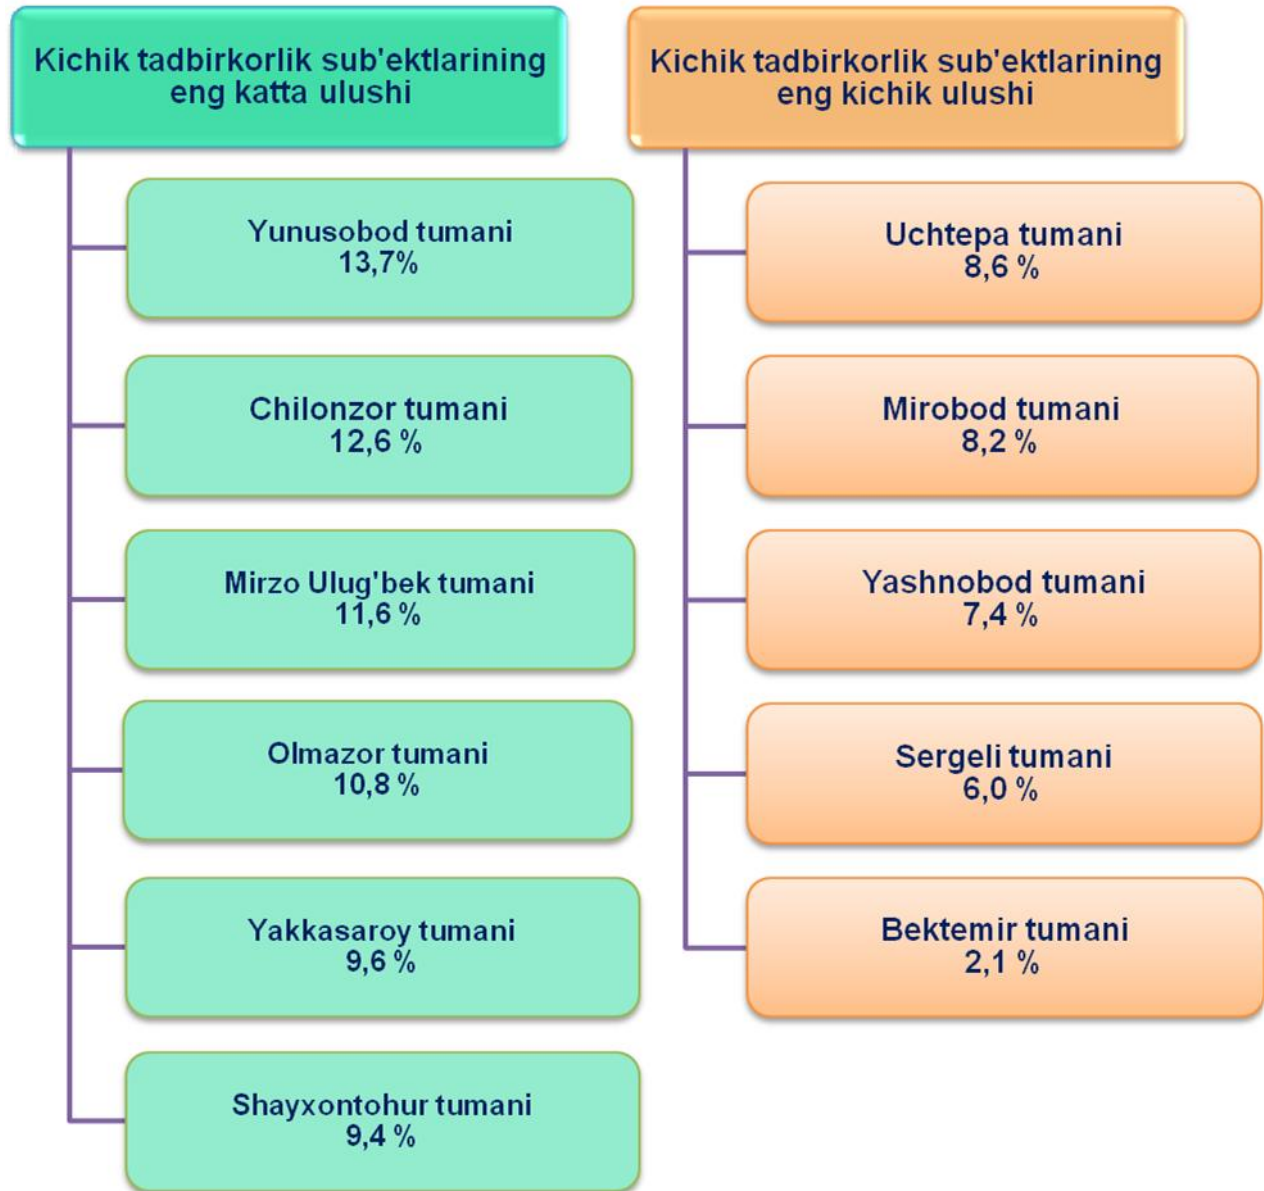 Kichik tadbirkorlik sub'ektlarining
eng katta ulushi
Yunusobod tumani
13,7%
Chilonzor tumani
12,6 %
Mirzo Ulug'bek tumani
11,6 %
Olmazor tumani
10,8 %
Yakkasaroy tumani
9,6 %
Shayxontohur tumani
9,4 %
Kichik tadbirkorlik sub'ektlarining
eng kichik ulushi
Uchtepa tumani
8,6 %
Mirobod tumani
8,2 %
Yashnobod tumani
7,4 %
Sergeli tumani
6,0 %
Bektemir tumani
2,1 %